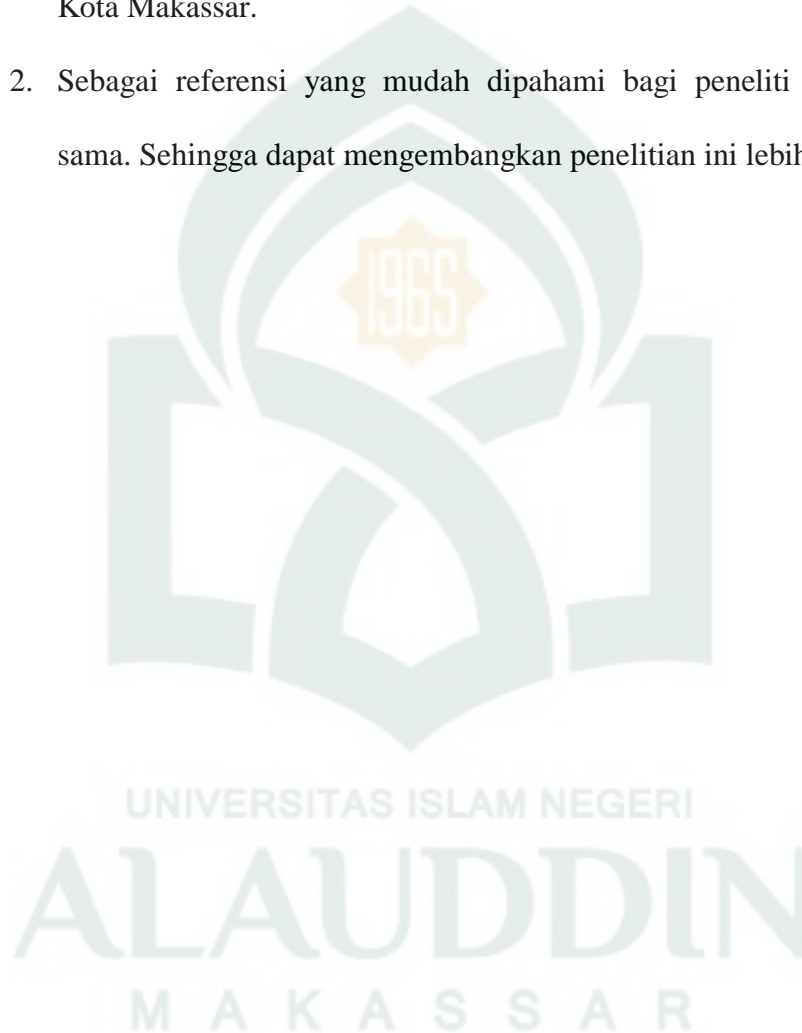 Kota Makassar.
2. Sebagai referensi yang mudah dipahami bagi peneliti
sama. Sehingga dapat mengembangkan penelitian ini lebih
1965
UNIVERSITAS ISLAM NEGERI
ALAUDDIN
MAKASSAR